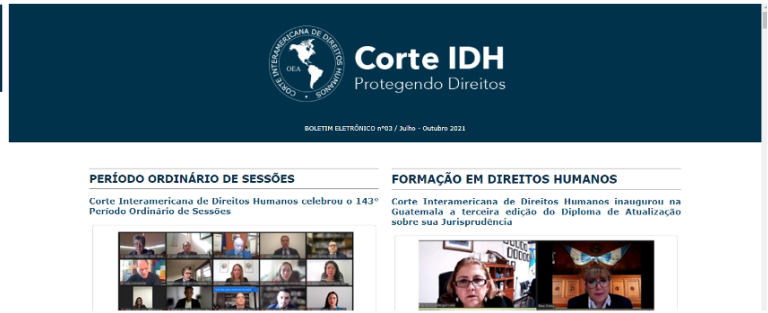 CORTE INTERAMERICANA DE DIREITOS HUMANOS
OEA
Corte IDH
Protegendo Direitos
BOLETIM ELETRÔNICO n°03 / Julho - Outubro 2021
PERÍODO ORDINÁRIO DE SESSÕES
Corte Interamericana de Direitos Humanos celebrou o 143°
Período Ordinário de Sessões
FORMAÇÃO EM DIREITOS HUMANOS
Corte Interamericana de Direitos Humanos inaugurou na
Guatemala a terceira edição do Diploma de Atualização
sobre sua Jurisprudência